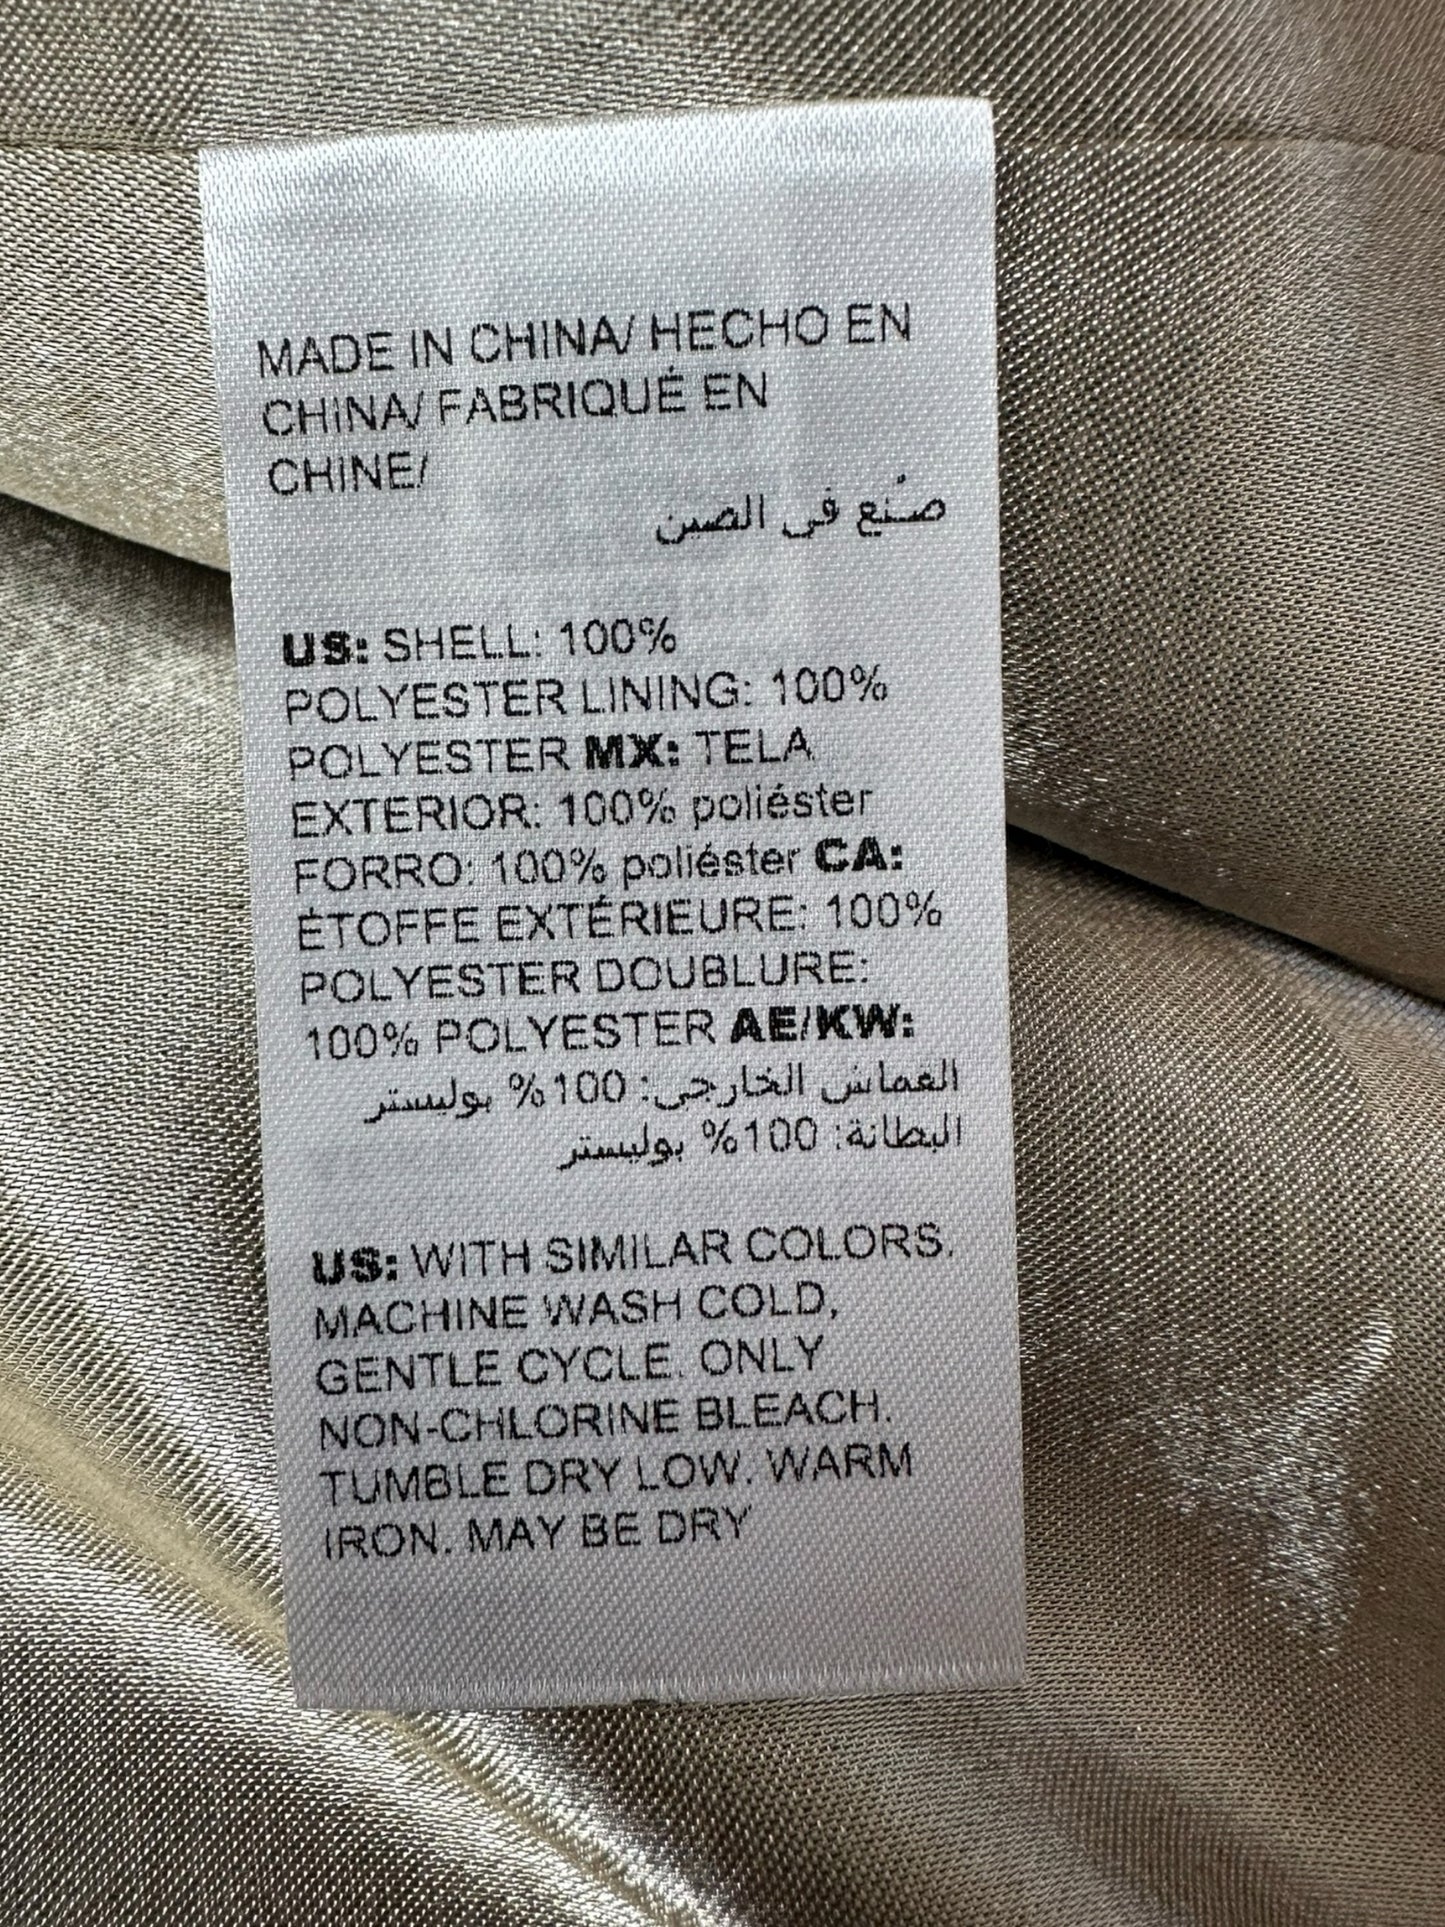 MADE IN CHINA/ HECHO EN
CHINA/ FABRIQUÉ EN
CHINE/
صُنع في الصين
US: SHELL: 100%
POLYESTER LINING: 100%
POLYESTER MX: TELA
EXTERIOR: 100% poliéster
FORRO: 100% poliéster CA:
ÉTOFFE EXTÉRIEURE: 100%
POLYESTER DOUBLURE:
100% POLYESTER AE/KW:
القماش الخارجي: 100% بوليستر
البطانة: 100% بوليستر
US: WITH SIMILAR COLORS.
MACHINE WASH COLD,
GENTLE CYCLE. ONLY
NON-CHLORINE BLEACH.
TUMBLE DRY LOW. WARM
IRON. MAY BE DRY